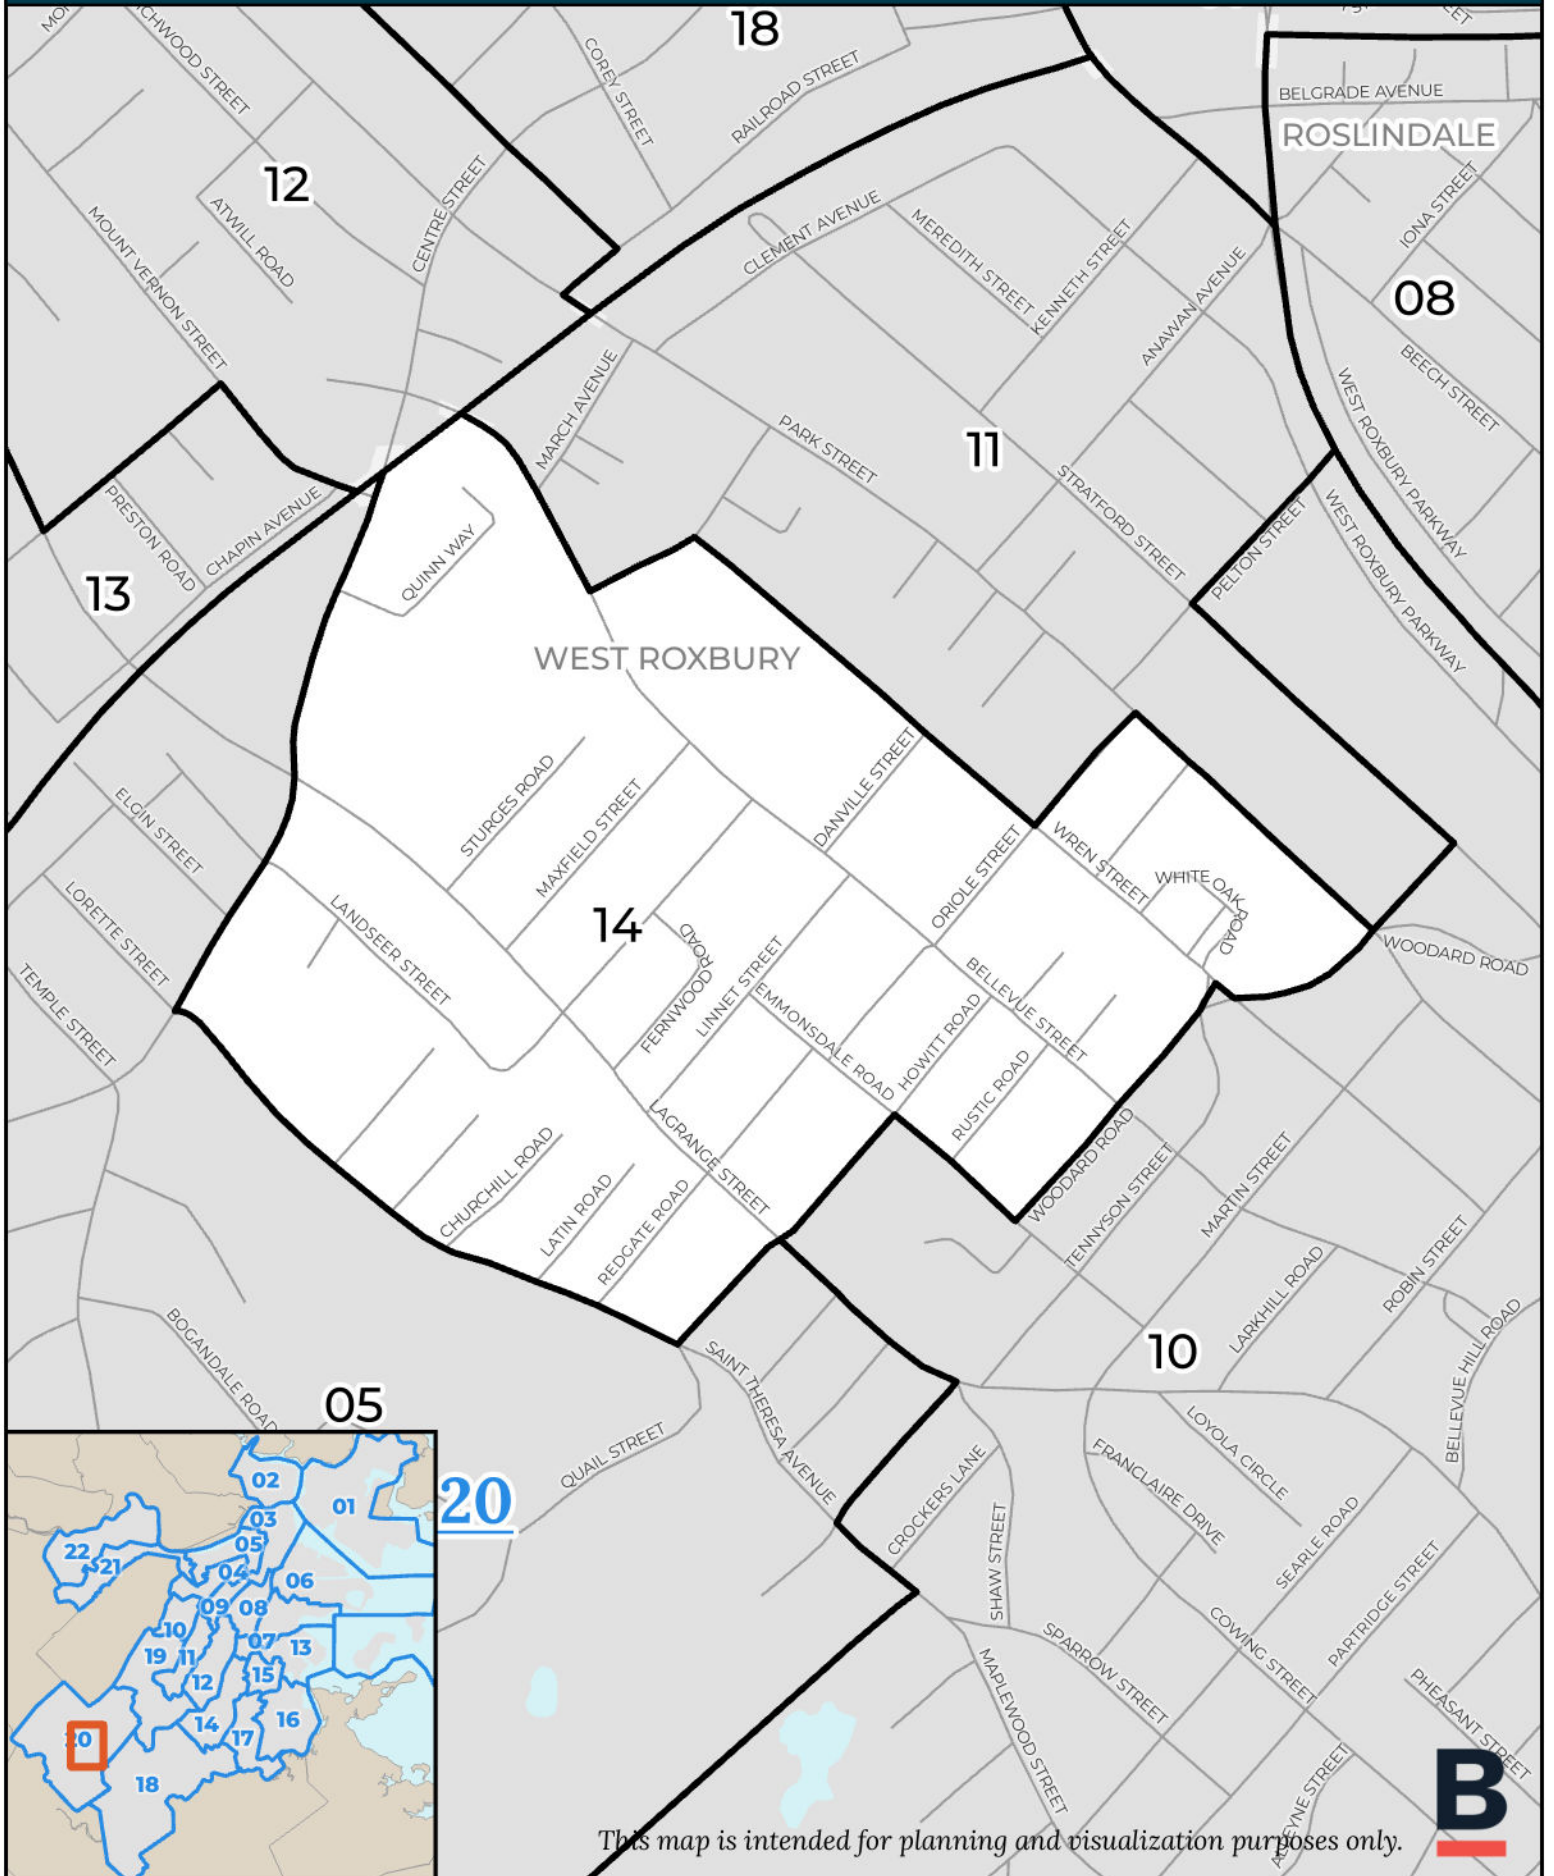 18
COREY STREET
RAILROAD STREET
BELGRADE AVENUE
ROSLINDALE
12
CENTRE STREET
ATWILL ROAD
MOUNT VERNON STREET
CLEMENT AVENUE
MEREDITH STREET
KENNETH STREET
ANAWAN AVENUE
IONA STREET
08
BEECH STREET
WEST ROXBURY PARKWAY
MARCH AVENUE
PARK STREET
11
STRATFORD STREET
PELTON STREET
WEST ROXBURY PARKWAY
PRESTON ROAD
CHAPIN AVENUE
13
QUINN WAY
WEST ROXBURY
STURGES ROAD
MAXFIELD STREET
DANVILLE STREET
ELGIN STREET
LORETTE STREET
TEMPLE STREET
LANDSEER STREET
14
FERNWOOD ROAD
LINNET STREET
ORIOLE STREET
WREN STREET
WHITE OAK ROAD
WOODARD ROAD
EMMONSDALE ROAD
BELLEVUE STREET
HOWITT ROAD
RUSTIC ROAD
LAGRANGE STREET
CHURCHILL ROAD
LATIN ROAD
REDGATE ROAD
WOODARD ROAD
TENNYSON STREET
MARTIN STREET
LARKHILL ROAD
ROBIN STREET
BELLEVUE HILL ROAD
10
BOGANDALE ROAD
05
SAINT THERESA AVENUE
QUAIL STREET
CROCKERS LANE
SHAW STREET
FRANCLAIRE DRIVE
LOYOLA CIRCLE
SEARLE ROAD
PARTRIDGE STREET
COWING STREET
SPARROW STREET
MAPLEWOOD STREET
PHEASANT STREET
20
02
01
03
05
04
06
22
21
09
08
10
07
13
19
11
12
15
14
16
17
20
18
This map is intended for planning and visualization purposes only.
B